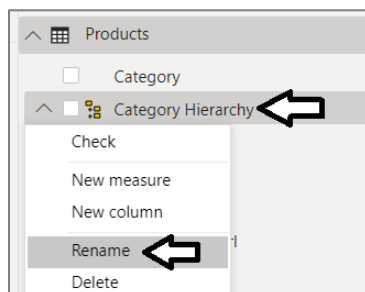 Products
Category
Category Hierarchy
Check
New measure
New column
Rename
Delete